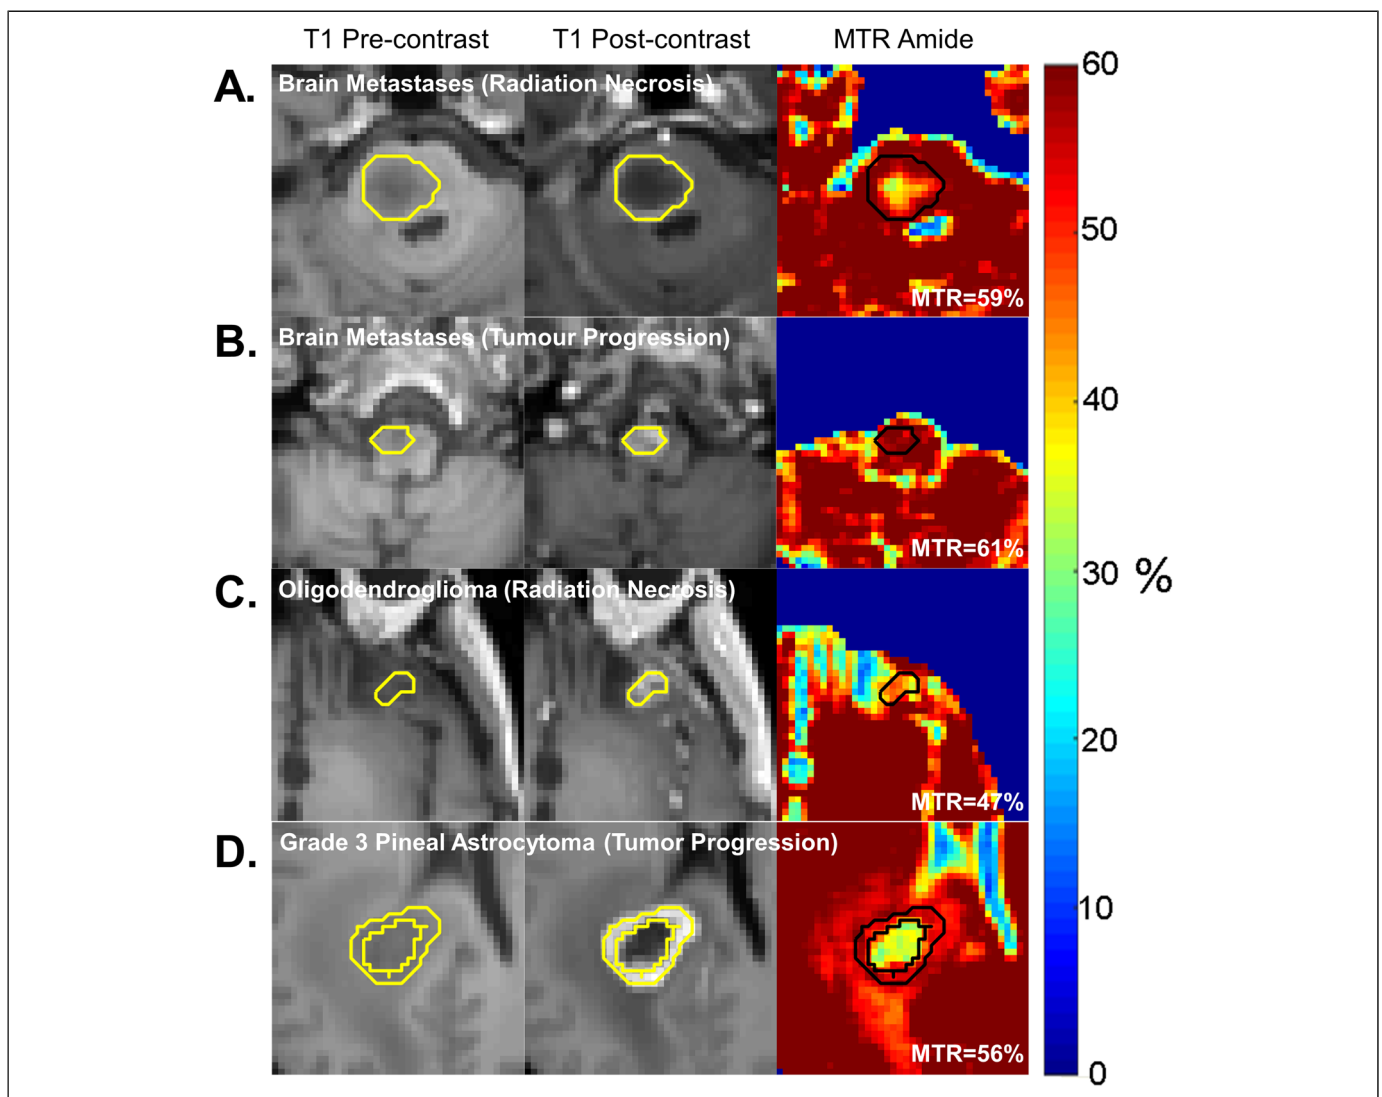 T1 Pre-contrast T1 Post-contrast MTR Amide
A. Brain Metastases (Radiation Necrosis)
MTR=59%
B. Brain Metastases (Tumour Progression)
MTR=61%
C. Oligodendroglioma (Radiation Necrosis)
MTR=47%
D. Grade 3 Pineal Astrocytoma (Tumor Progression)
MTR=56%
60
50
40
30 %
20
10
0